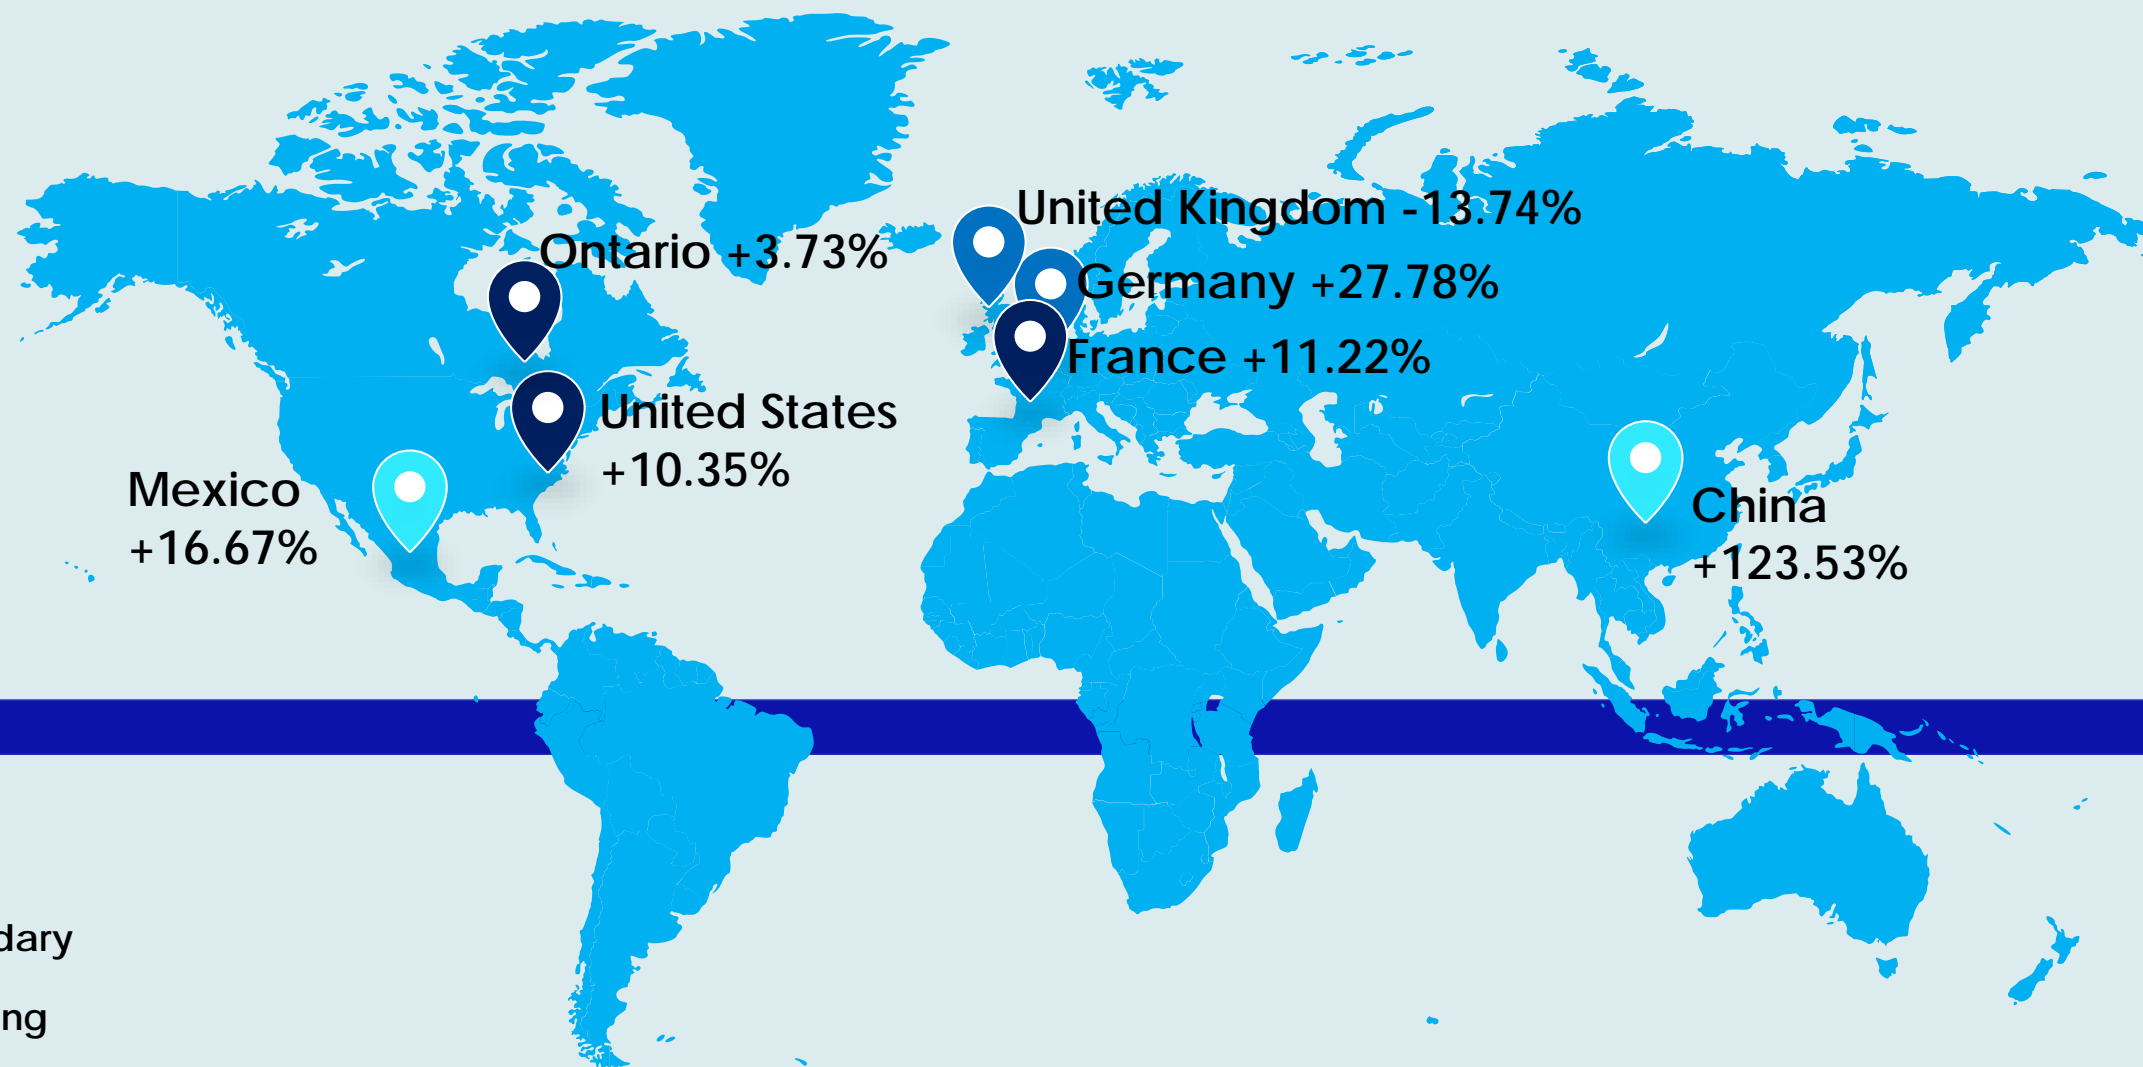 United Kingdom -13.74%
Ontario +3.73%
Germany +27.78%
France +11.22%
United States
+10.35%
Mexico
+16.67%
China
+123.53%
dary
ng